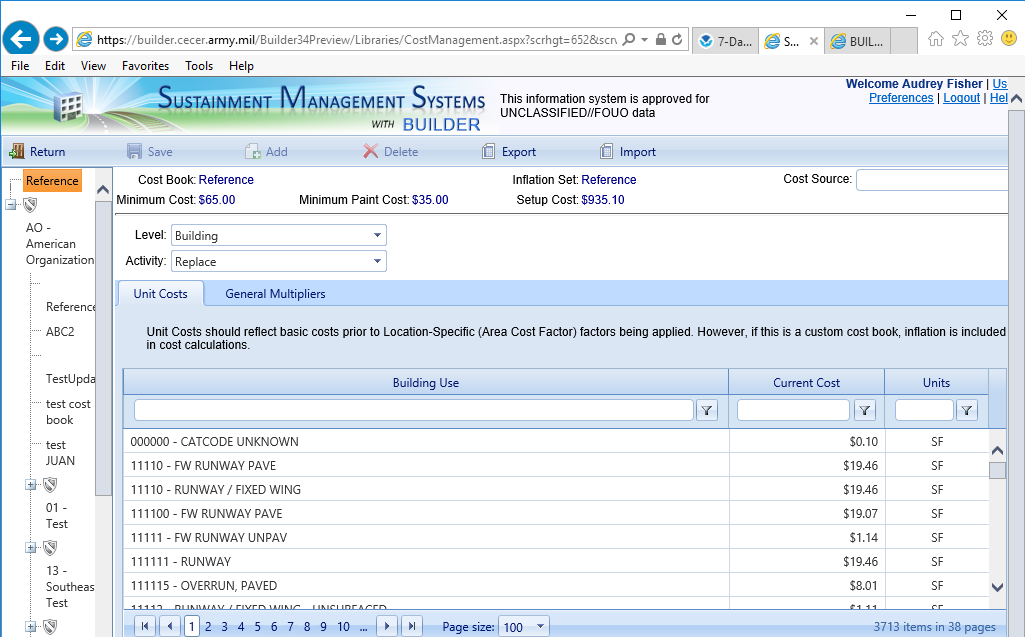 https://builder.cecer.army.mil/Builder34Preview/Libraries/CostManagement.aspx?scrhgt=652&scrv
7-Da...
S...
BUIL...
File Edit View Favorites Tools Help
SUSTAINMENT MANAGEMENT SYSTEMS
WITH BUILDER
This information system is approved for
UNCLASSIFIED//FOUO data
Welcome Audrey Fisher | Us
Preferences | Logout | Hel
Return Save Add Delete Export Import
Reference
AO -
American
Organization
Reference
ABC2
TestUpda
test cost
book
test
JUAN
01 -
Test
13 -
Southeas
Test
Cost Book: Reference Inflation Set: Reference Cost Source:
Minimum Cost: $65.00 Minimum Paint Cost: $35.00 Setup Cost: $935.10
Level: Building
Activity: Replace
Unit Costs General Multipliers
Unit Costs should reflect basic costs prior to Location-Specific (Area Cost Factor) factors being applied. However, if this is a custom cost book, inflation is included
in cost calculations.
Building Use Current Cost Units
000000 - CATCODE UNKNOWN $0.10 SF
11110 - FW RUNWAY PAVE $19.46 SF
11110 - RUNWAY / FIXED WING $19.46 SF
111100 - FW RUNWAY PAVE $19.07 SF
11111 - FW RUNWAY UNPAV $1.14 SF
111111 - RUNWAY $19.46 SF
111115 - OVERRUN, PAVED $8.01 SF
11112 - RUNWAY / FIXED WING - UNSURFACED $1.11 SF
1 2 3 4 5 6 7 8 9 10 ... Page size: 100 3713 items in 38 pages